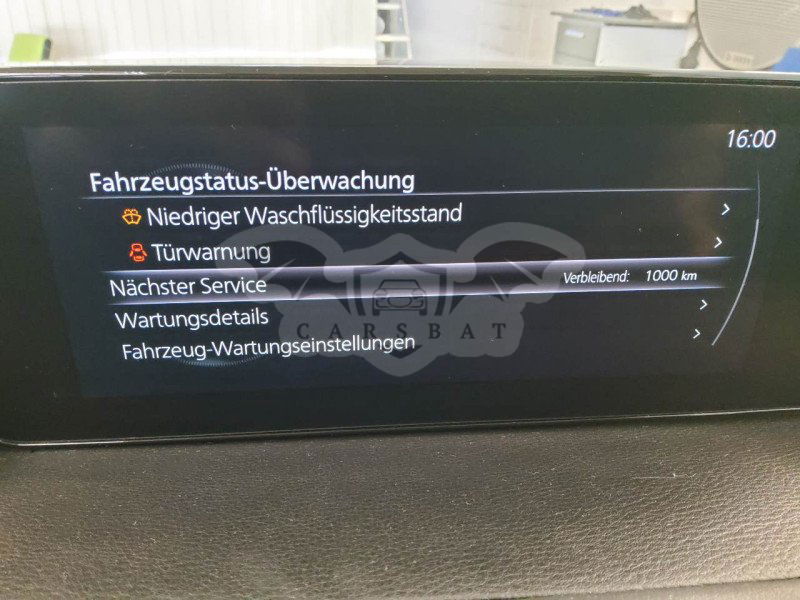 16:00
Fahrzeugstatus-Überwachung
Niedriger Waschflüssigkeitsstand
Türwarnung
Nächster Service Verbleibend: 1000 km
Wartungsdetails
Fahrzeug-Wartungseinstellungen
CARSBAT